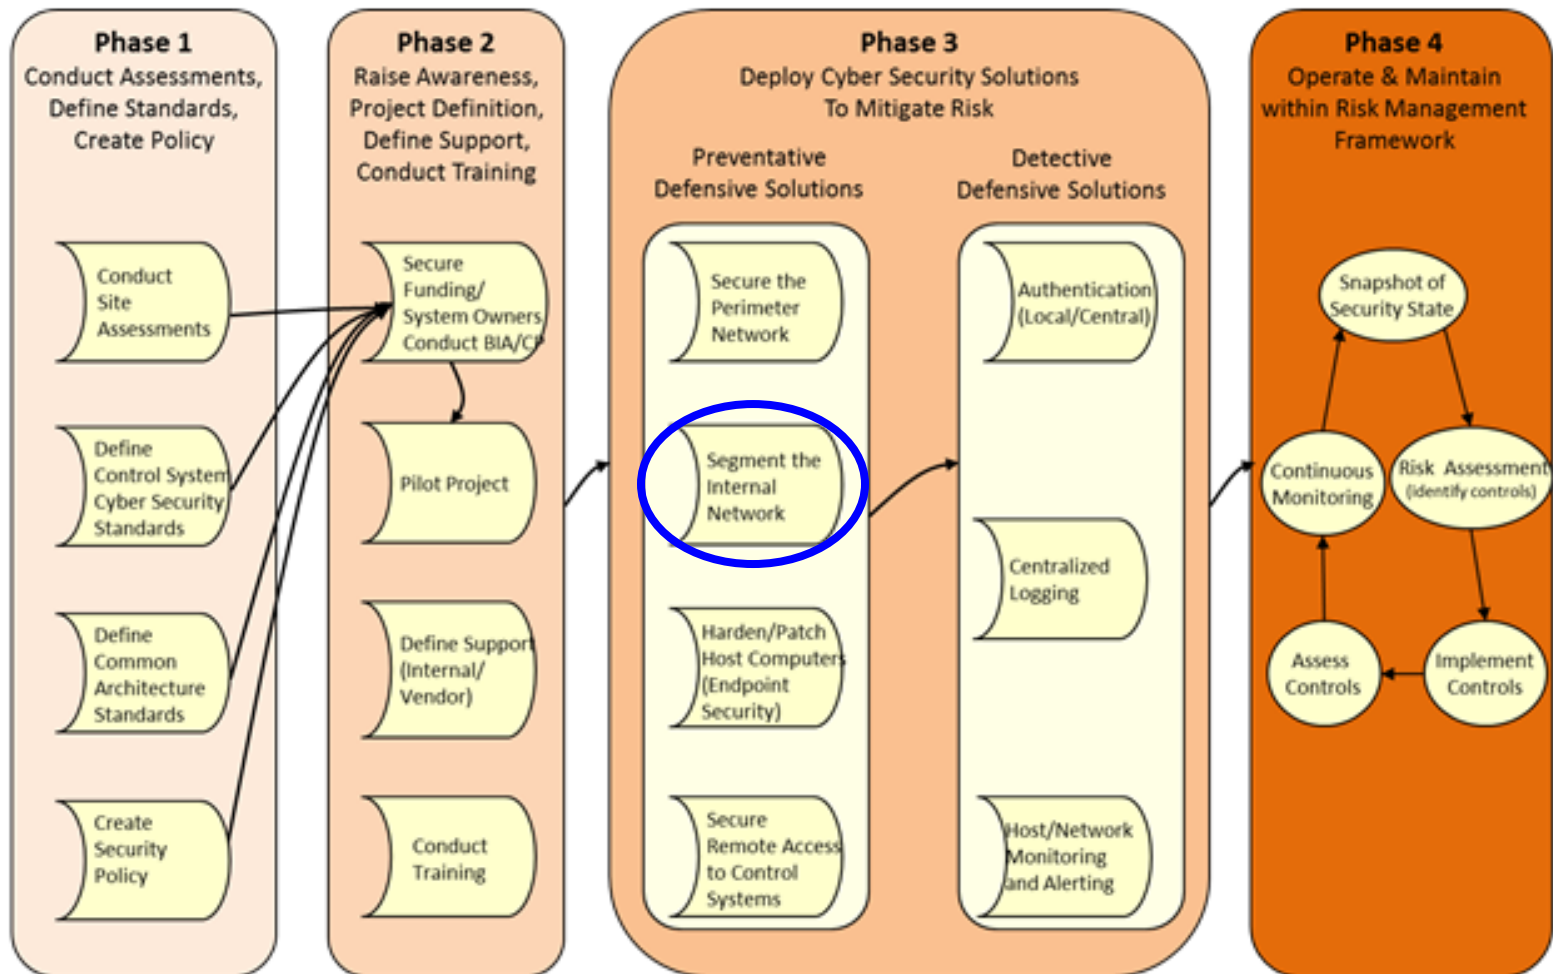 Phase 1
Conduct Assessments,
Define Standards,
Create Policy
Conduct
Site
Assessments
Define
Control System
Cyber Security
Standards
Define
Common
Architecture
Standards
Create
Security
Policy
Phase 2
Raise Awareness,
Project Definition,
Define Support,
Conduct Training
Secure
Funding/
System Owners
Conduct BIA/CP
Pilot Project
Define Support
(Internal/
Vendor)
Conduct
Training
Phase 3
Deploy Cyber Security Solutions
To Mitigate Risk
Preventative
Defensive Solutions
Secure the
Perimeter
Network
Segment the
Internal
Network
Harden/Patch
Host Computers
(Endpoint
Security)
Secure
Remote Access
to Control
Systems
Detective
Defensive Solutions
Authentication
(Local/Central)
Centralized
Logging
Host/Network
Monitoring
and Alerting
Phase 4
Operate & Maintain
within Risk Management
Framework
Snapshot of
Security State
Continuous
Monitoring
Risk Assessment
(identify controls)
Assess
Controls
Implement
Controls